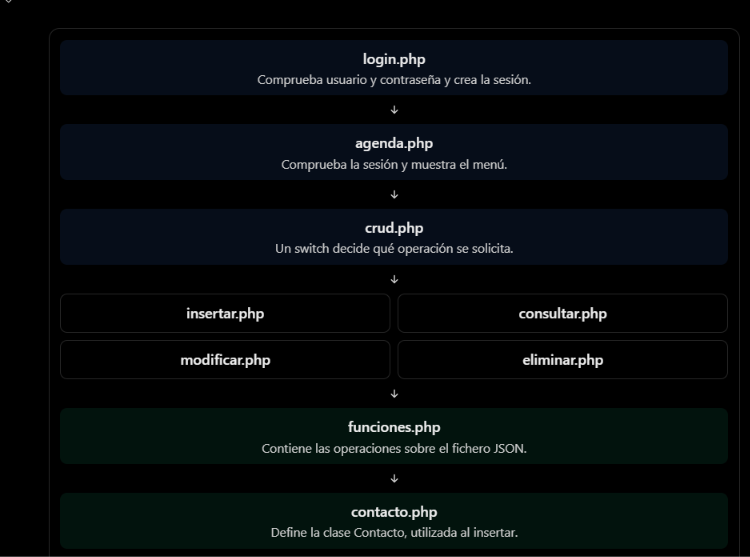 login.php
Comprueba usuario y contraseña y crea la sesión.
↓
agenda.php
Comprueba la sesión y muestra el menú.
↓
crud.php
Un switch decide qué operación se solicita.
↓
insertar.php
consultar.php
modificar.php
eliminar.php
↓
funciones.php
Contiene las operaciones sobre el fichero JSON.
↓
contacto.php
Define la clase Contacto, utilizada al insertar.